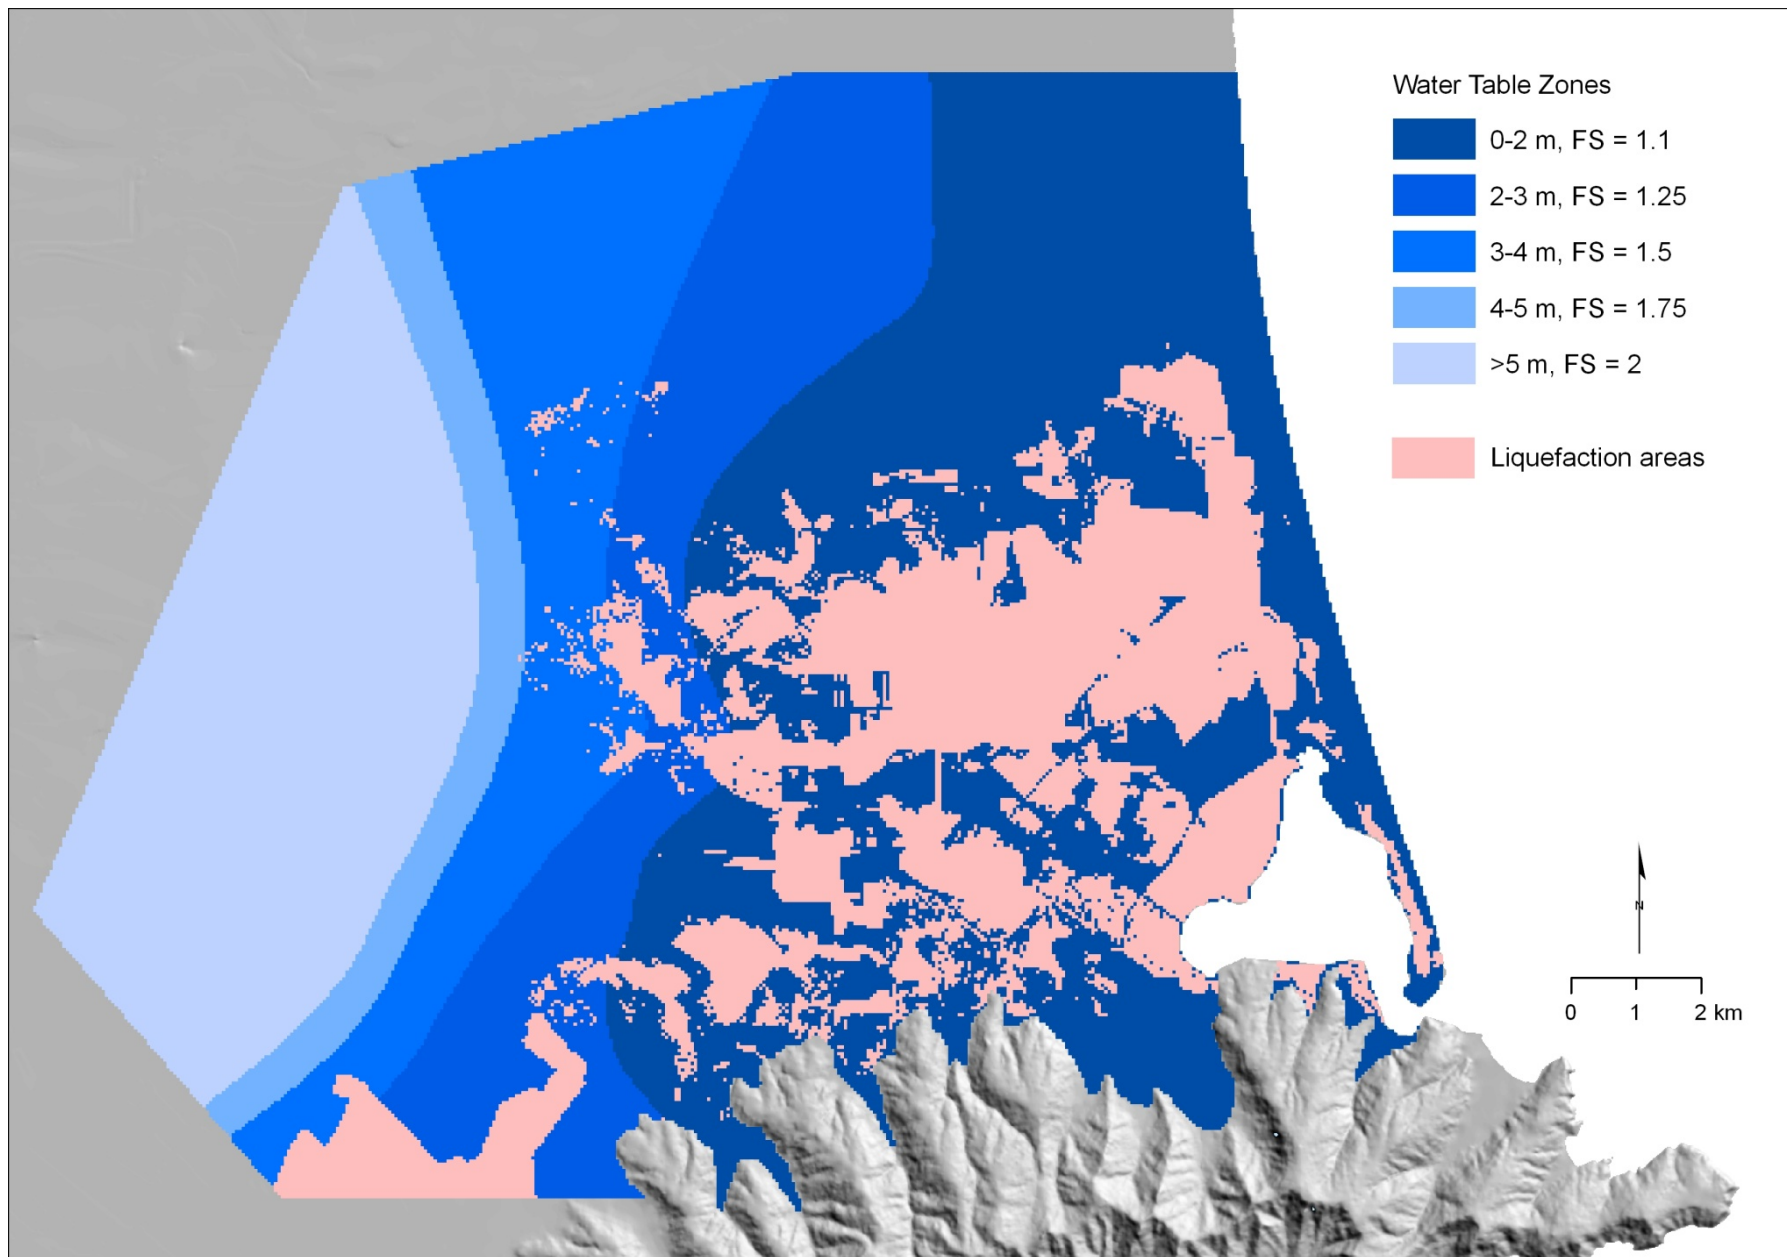 Water Table Zones
0-2 m, FS = 1.1
2-3 m, FS = 1.25
3-4 m, FS = 1.5
4-5 m, FS = 1.75
>5 m, FS = 2
Liquefaction areas
N
0 1 2 km